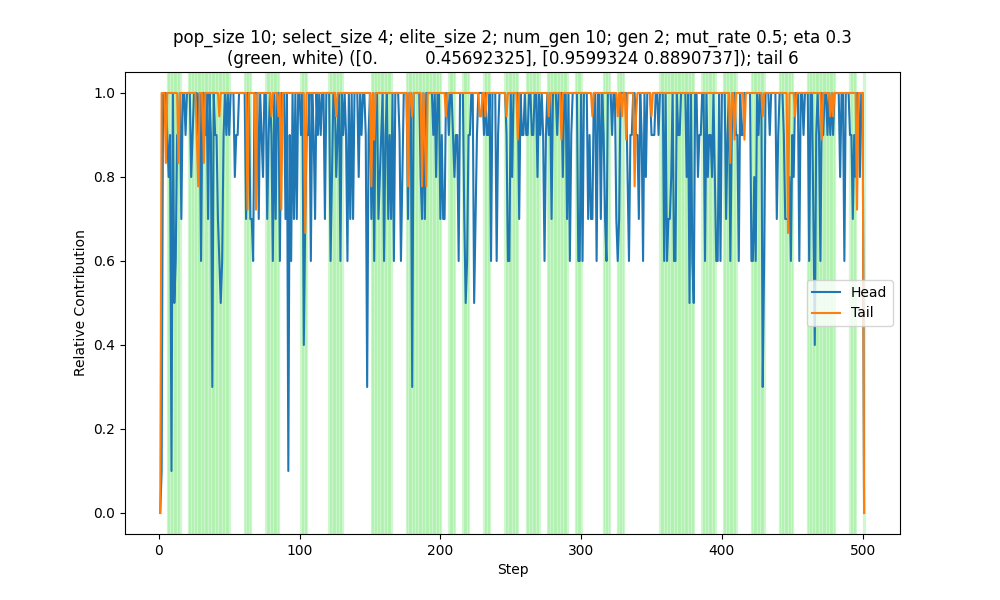 pop_size 10; select_size 4; elite_size 2; num_gen 10; gen 2; mut_rate 0.5; eta 0.3
(green, white) ([0.         0.45692325], [0.9599324 0.8890737]); tail 6
1.0
0.8
0.6
0.4
0.2
0.0
Relative Contribution
Head
Tail
0
100
200
300
400
500
Step